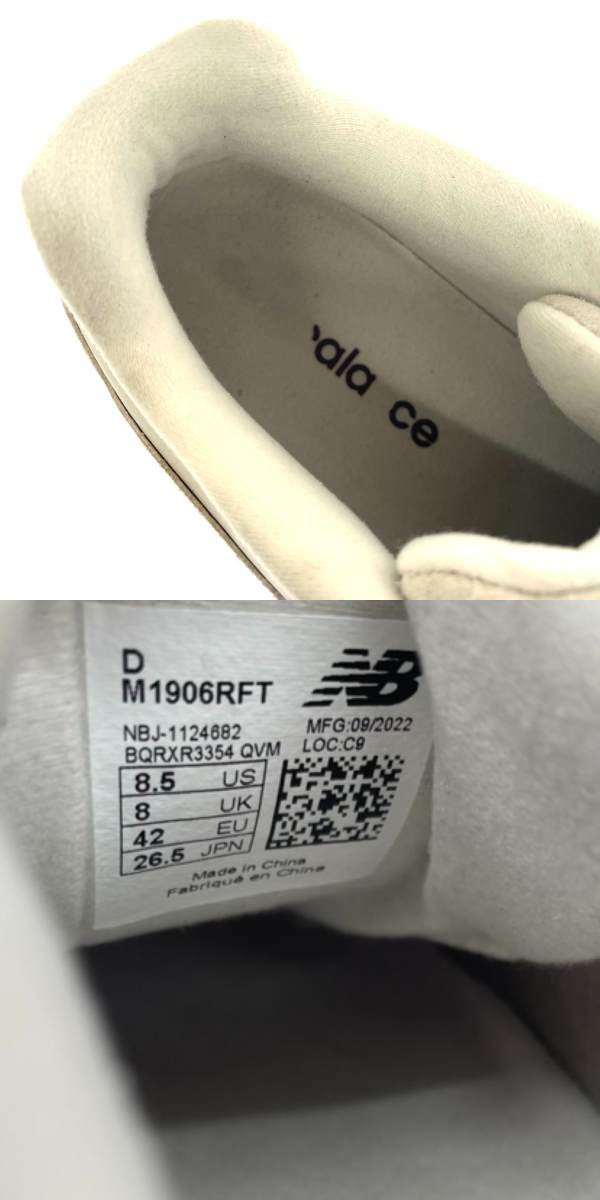 ala ce
D
M1906RFT
NB
NBJ-1124682
MFG:09/2022
BQRXR3354 QVM
LOC:C9
8.5 US
8 UK
42 EU
26.5 JPN
Made in China
Fabriqué en Chine